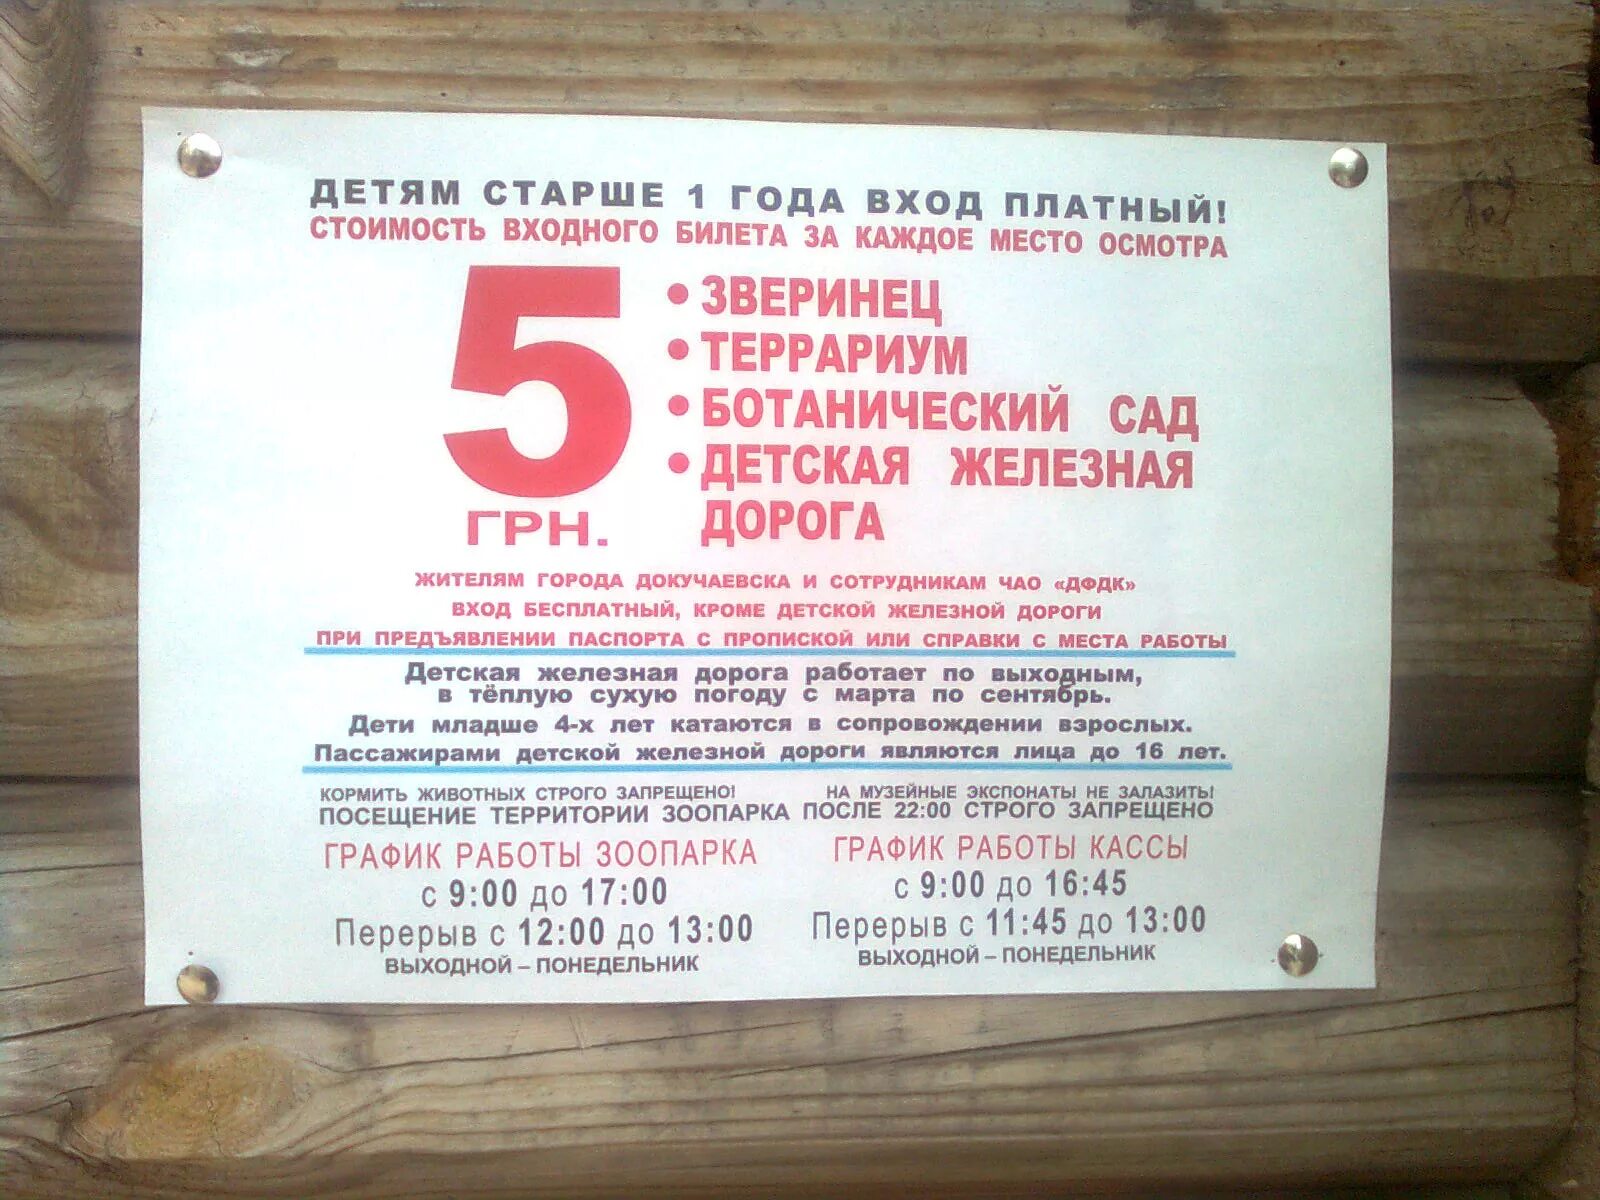 ДЕТЯМ СТАРШЕ 1 ГОДА ВХОД ПЛАТНЫЙ!
СТОИМОСТЬ ВХОДНОГО БИЛЕТА ЗА КАЖДОЕ МЕСТО ОСМОТРА
5
ГРН.
• ЗВЕРИНЕЦ
• ТЕРРАРИУМ
• БОТАНИЧЕСКИЙ САД
• ДЕТСКАЯ ЖЕЛЕЗНАЯ
ДОРОГА
ЖИТЕЛЯМ ГОРОДА ДОКУЧАЕВСКА И СОТРУДНИКАМ ЧАО «ДФДК»
ВХОД БЕСПЛАТНЫЙ, КРОМЕ ДЕТСКОЙ ЖЕЛЕЗНОЙ ДОРОГИ
ПРИ ПРЕДЪЯВЛЕНИИ ПАСПОРТА С ПРОПИСКОЙ ИЛИ СПРАВКИ С МЕСТА РАБОТЫ
Детская железная дорога работает по выходным,
в тёплую сухую погоду с марта по сентябрь.
Дети младше 4-х лет катаются в сопровождении взрослых.
Пассажирами детской железной дороги являются лица до 16 лет.
КОРМИТЬ ЖИВОТНЫХ СТРОГО ЗАПРЕЩЕНО! НА МУЗЕЙНЫЕ ЭКСПОНАТЫ НЕ ЗАЛАЗИТЬ!
ПОСЕЩЕНИЕ ТЕРРИТОРИИ ЗООПАРКА ПОСЛЕ 22:00 СТРОГО ЗАПРЕЩЕНО
ГРАФИК РАБОТЫ ЗООПАРКА
с 9:00 до 17:00
Перерыв с 12:00 до 13:00
ВЫХОДНОЙ – ПОНЕДЕЛЬНИК
ГРАФИК РАБОТЫ КАССЫ
с 9:00 до 16:45
Перерыв с 11:45 до 13:00
ВЫХОДНОЙ – ПОНЕДЕЛЬНИК